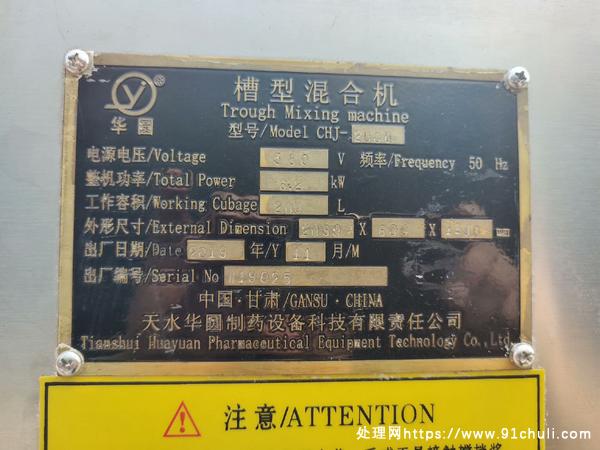 华圆
槽型混合机
Trough Mixing machine
型号/Model CHJ-
电源电压/Voltage 380 V 频率/Frequency 50 Hz
整机功率/Total Power kW
工作容积/Working Cubage L
外形尺寸/External Dimension X X mm
出厂日期/Date 年/Y 11 月/M
出厂编号/Serial No
中国·甘肃/GANSU·CHINA
天水华圆制药设备科技有限责任公司
Tianshui Huayuan Pharmaceutical Equipment Technology Co.,Ltd.
注意/ATTENTION
处理网https://www.91chuli.com/